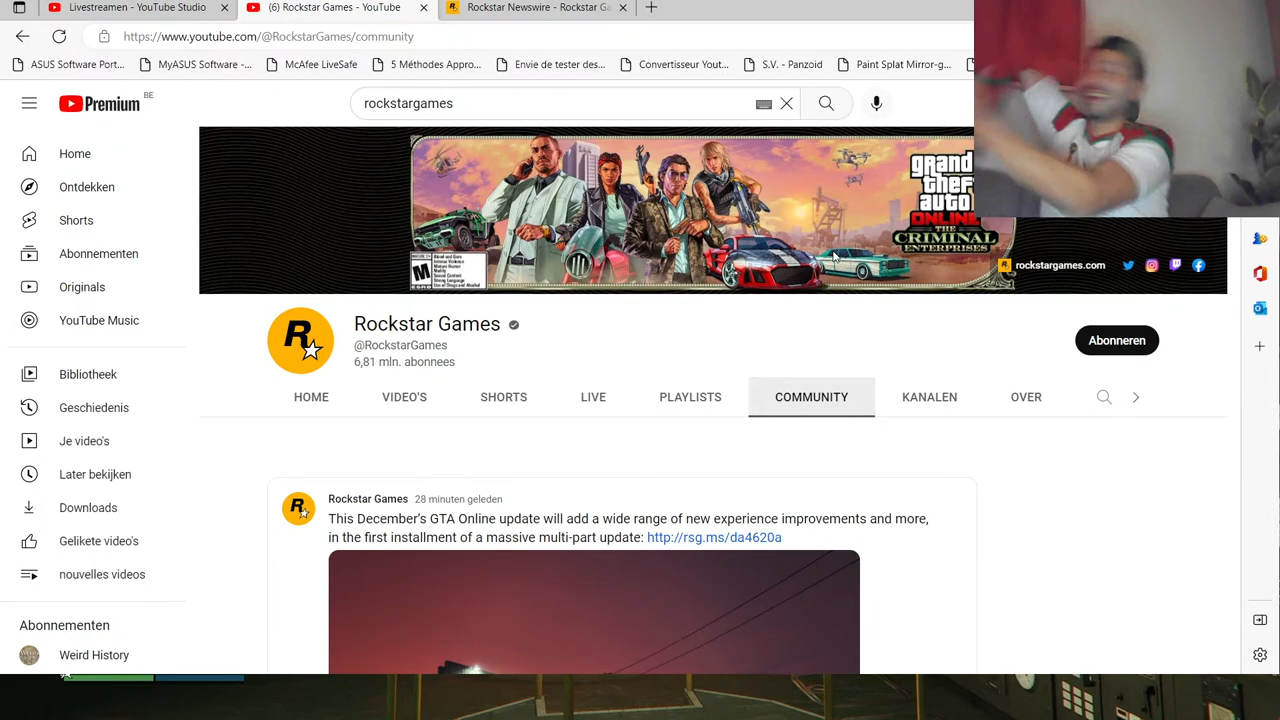 Livestreamen - YouTube Studio
(6) Rockstar Games - YouTube
Rockstar Newswire - Rockstar Ga
https://www.youtube.com/@RockstarGames/community
ASUS Software Port...
MyASUS Software -...
McAfee LiveSafe
5 Méthodes Appro...
Envie de tester des...
Convertisseur Yout...
S.V. - Panzoid
Paint Splat Mirror-g...
Premium BE
rockstargames
Home
Ontdekken
Shorts
Abonnementen
Originals
YouTube Music
Bibliotheek
Geschiedenis
Je video's
Later bekijken
Downloads
Gelikete video's
nouvelles videos
Abonnementen
Weird History
grand
theft
auto
ONLINE
THE
CRIMINAL
ENTERPRISES
M
rockstargames.com
R
Rockstar Games
@RockstarGames
6,81 mln. abonnees
Abonneren
HOME
VIDEO'S
SHORTS
LIVE
PLAYLISTS
COMMUNITY
KANALEN
OVER
R
Rockstar Games 28 minuten geleden
This December's GTA Online update will add a wide range of new experience improvements and more,
in the first installment of a massive multi-part update: http://rsg.ms/da4620a